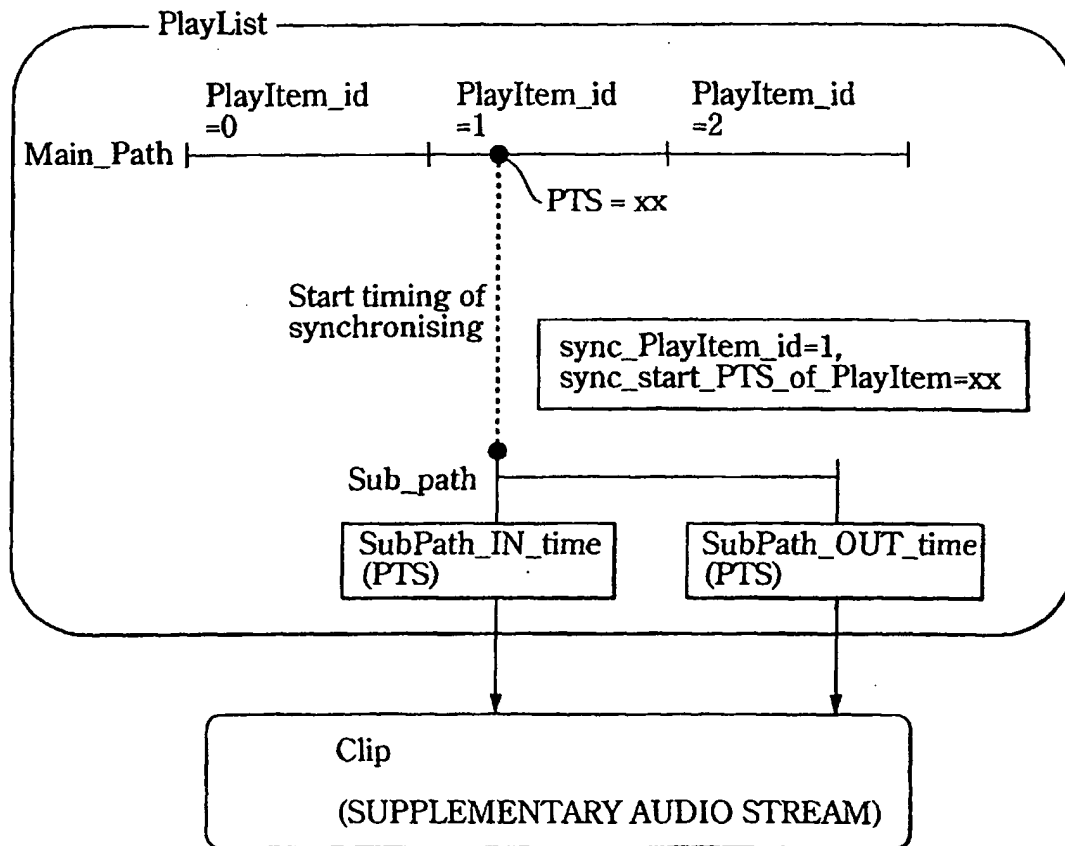 PlayList
PlayItem_id
=0
PlayItem_id
=1
PlayItem_id
=2
Main_Path
PTS = xx
Start timing of
synchronising
sync_PlayItem_id=1,
sync_start_PTS_of_PlayItem=xx
Sub_path
SubPath_IN_time
(PTS)
SubPath_OUT_time
(PTS)
Clip
(SUPPLEMENTARY AUDIO STREAM)